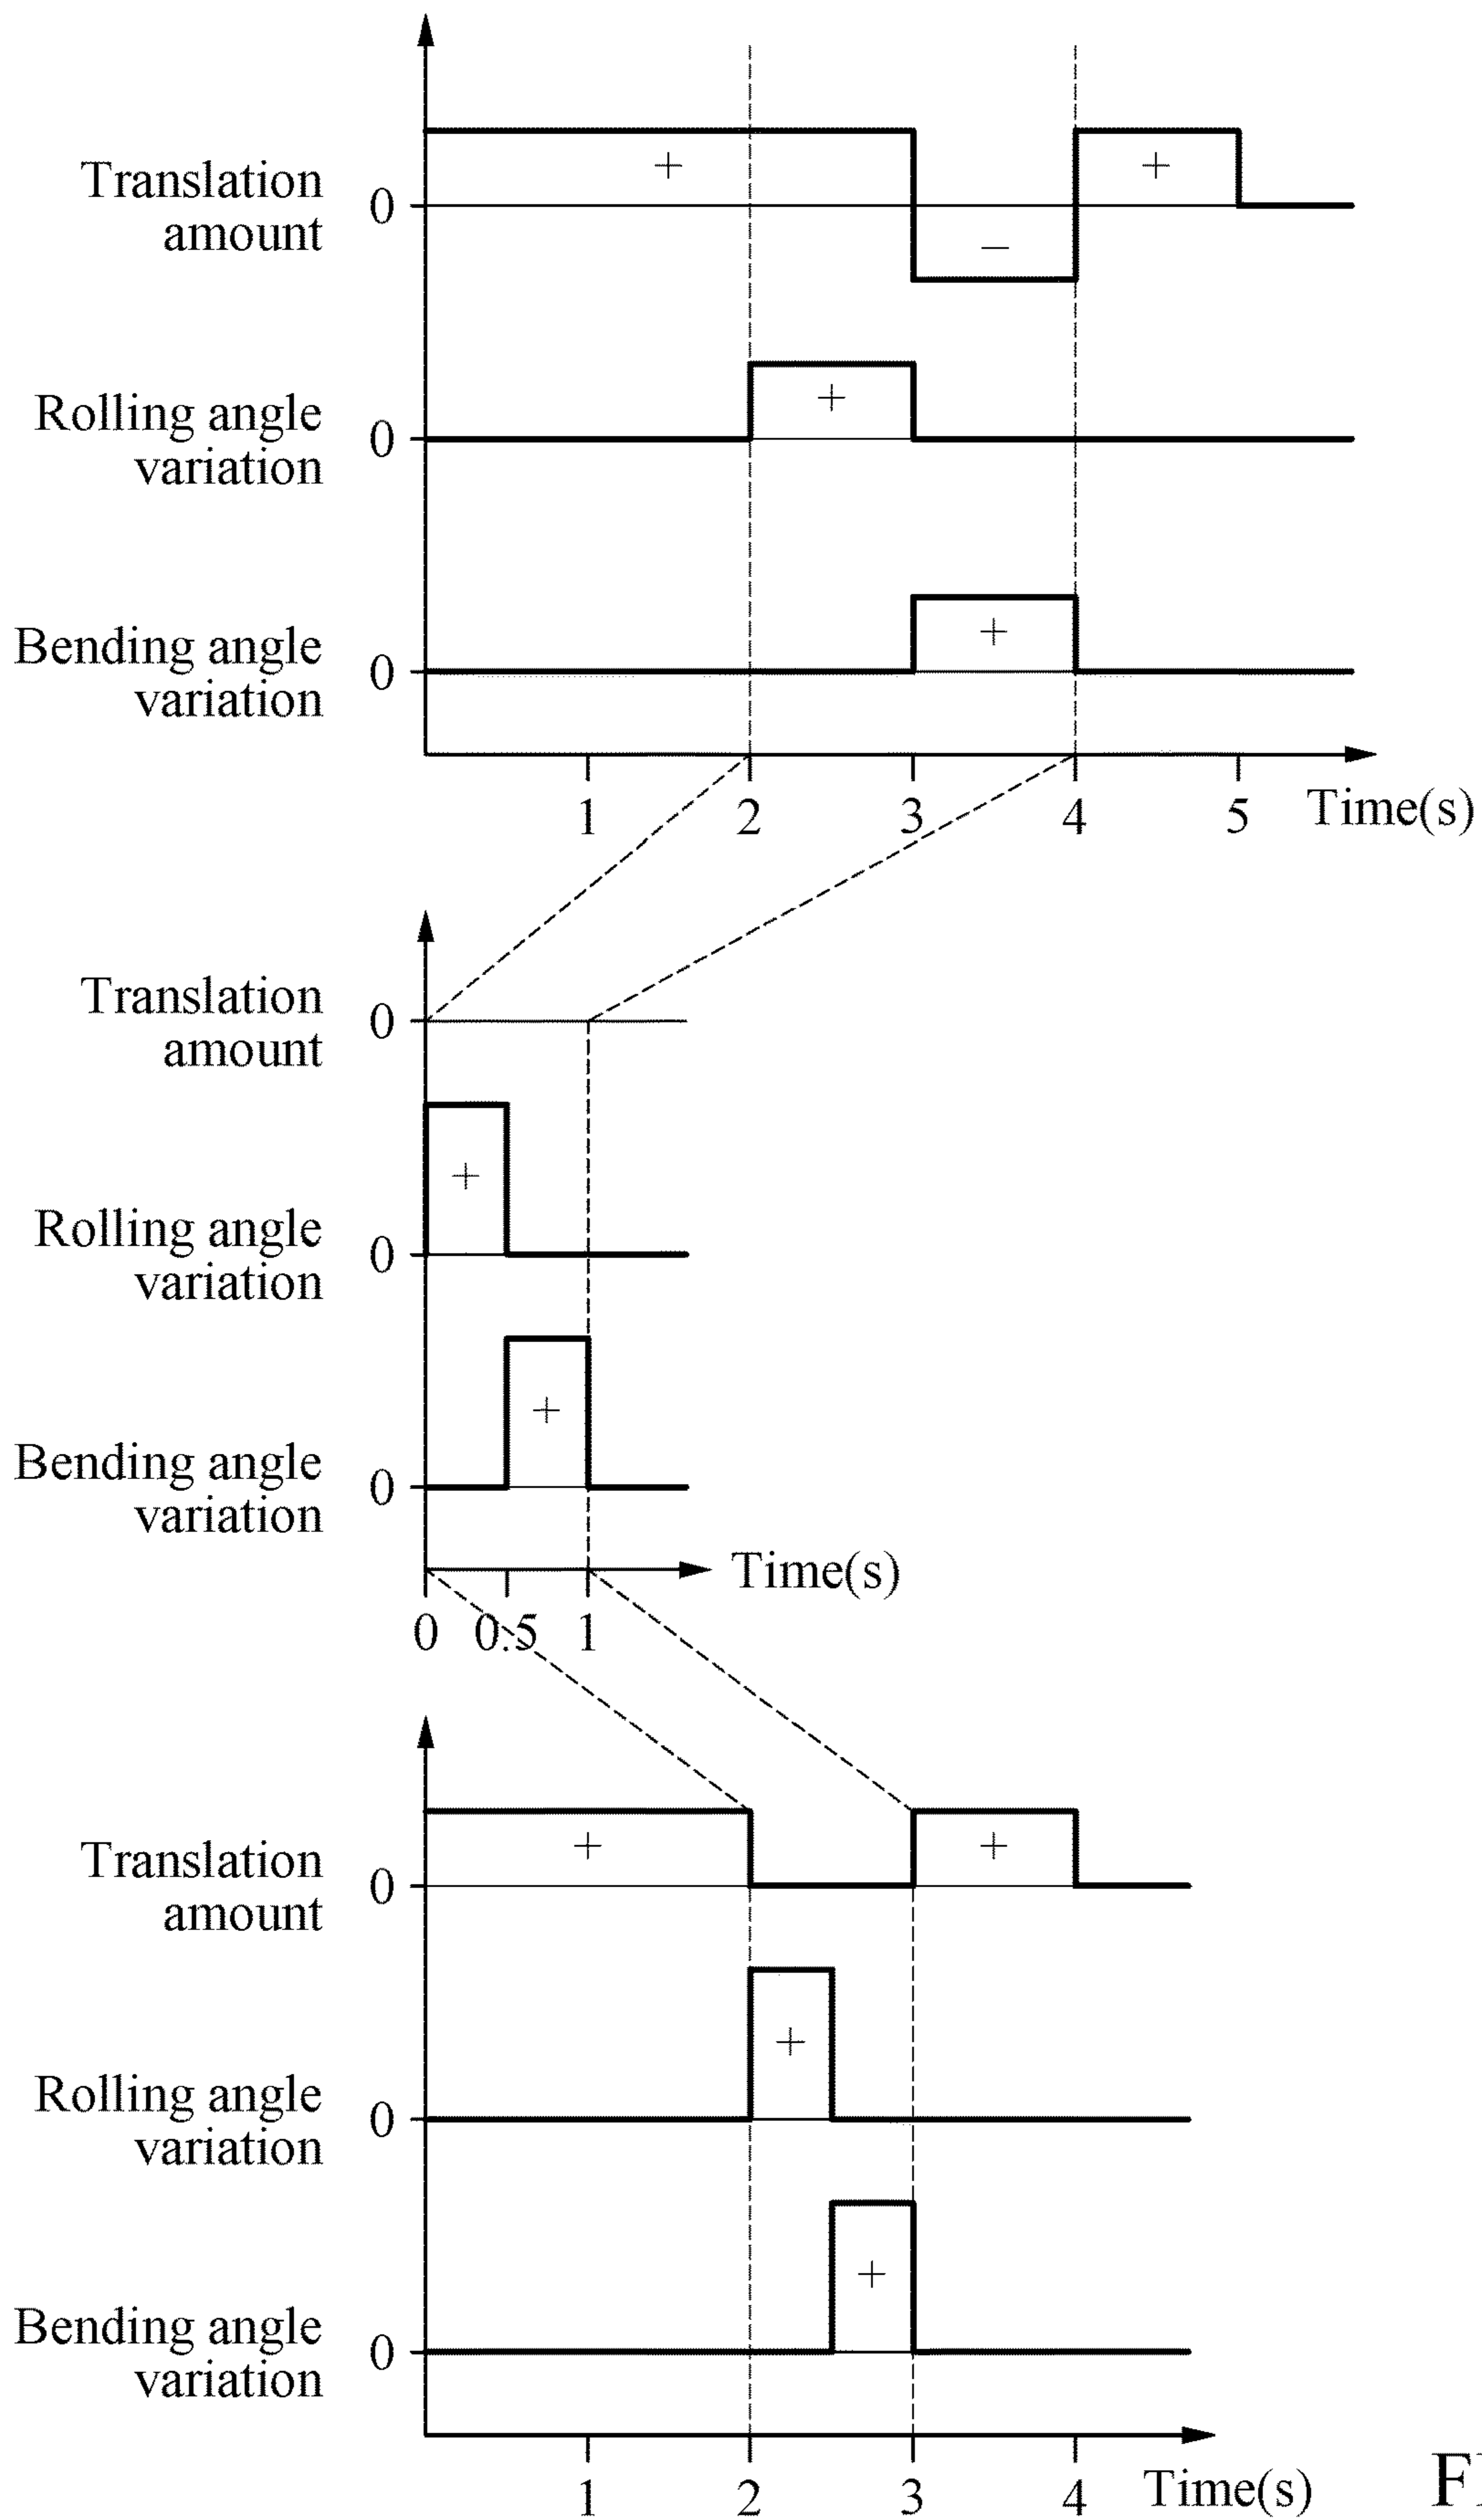 Translation
amount
0
+
−
+
Rolling angle
variation
0
+
Bending angle
variation
0
+
1 2 3 4 5 Time(s)
Translation
amount
0
Rolling angle
variation
0
+
Bending angle
variation
0
+
Time(s)
0 0.5 1
Translation
amount
0
+
+
Rolling angle
variation
0
+
Bending angle
variation
0
+
1 2 3 4 Time(s)